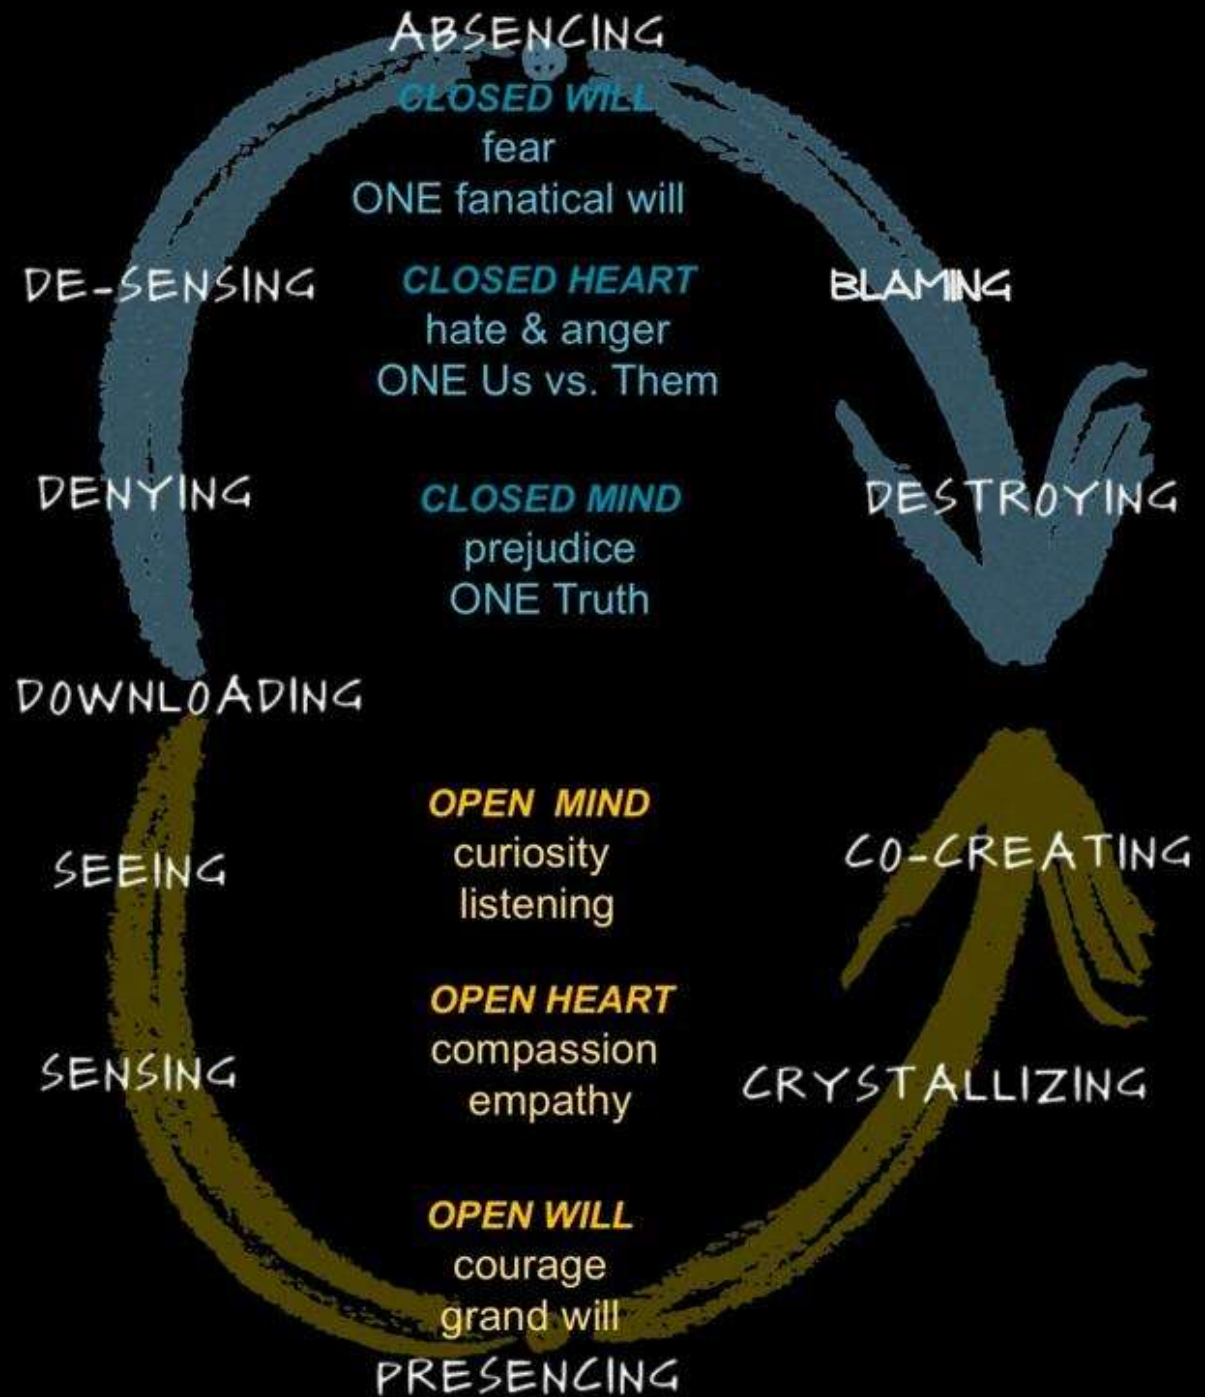 ABSENCING
CLOSED WILL
fear
ONE fanatical will
DE-SENSING
CLOSED HEART
hate & anger
ONE Us vs. Them
BLAMING
DENYING
CLOSED MIND
prejudice
ONE Truth
DESTROYING
DOWNLOADING
OPEN MIND
curiosity
listening
SEEING
CO-CREATING
OPEN HEART
compassion
empathy
SENSING
CRYSTALLIZING
OPEN WILL
courage
grand will
PRESENCING